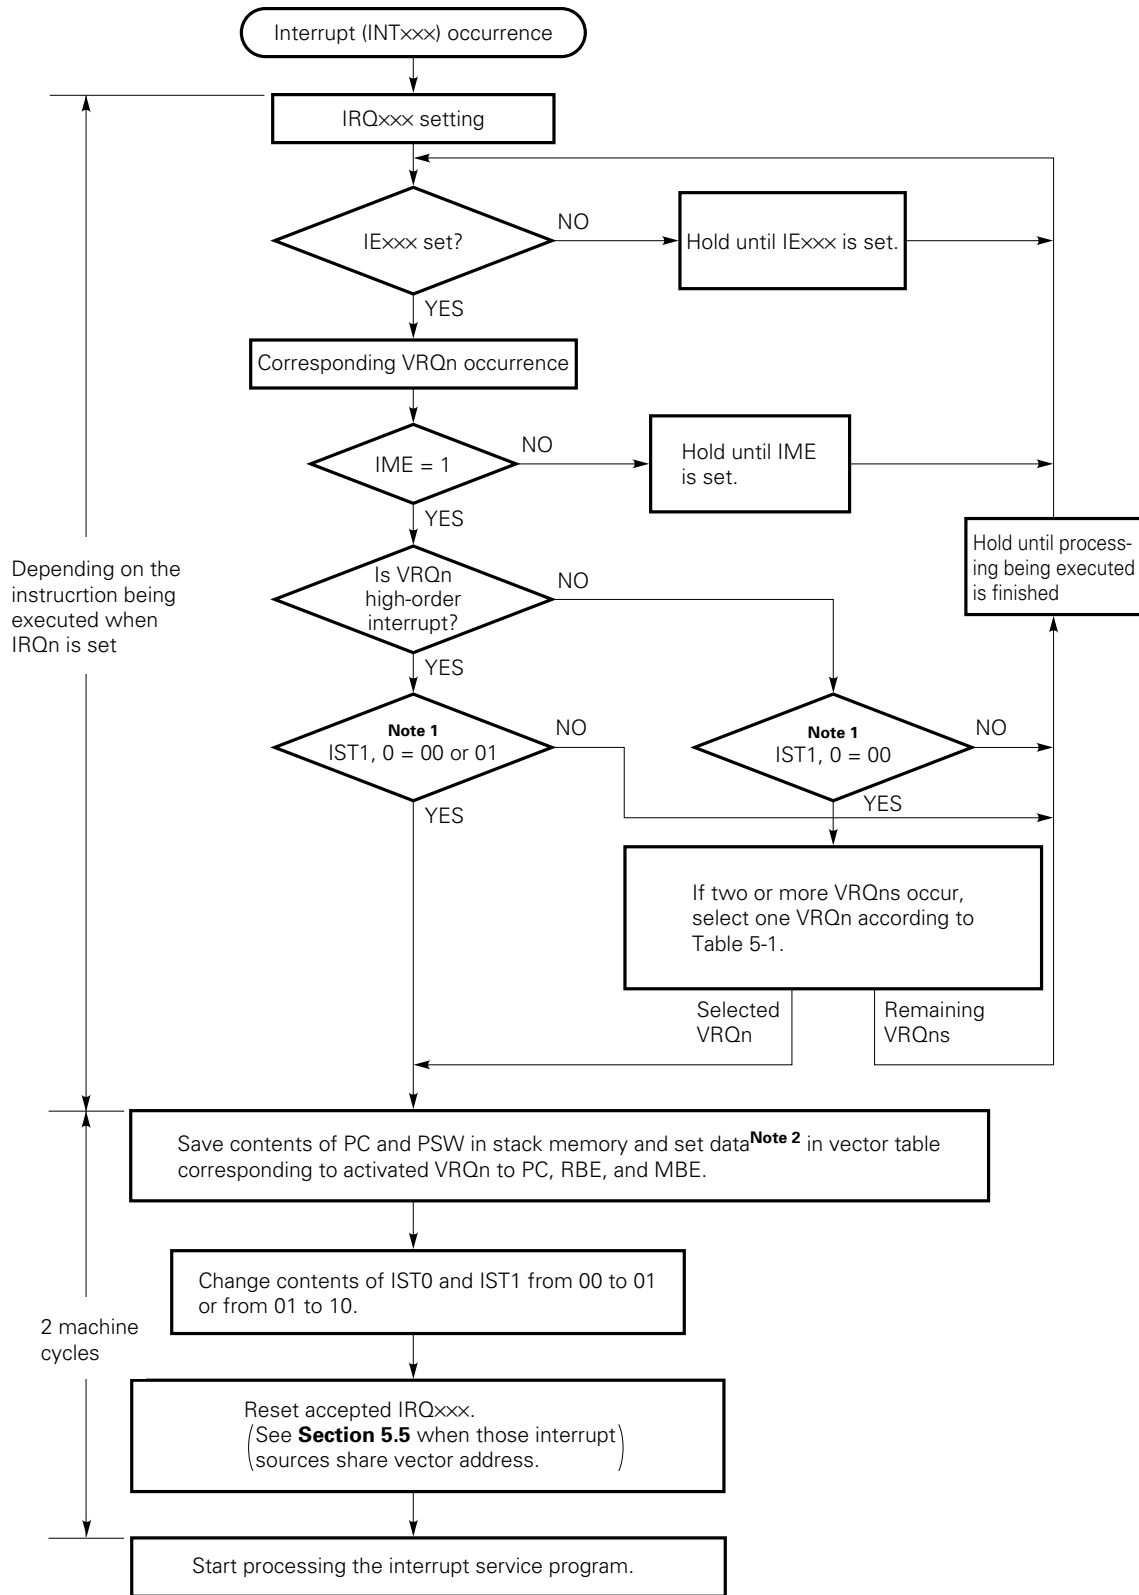 Interrupt (INT×××) occurrence
IRQ××× setting
IE××× set?
NO
Hold until IE××× is set.
YES
Corresponding VRQn occurrence
IME = 1
NO
Hold until IME
is set.
YES
Hold until process-
ing being executed
is finished
Depending on the
instrucrtion being
executed when
IRQn is set
Is VRQn
high-order
interrupt?
NO
YES
Note 1
IST1, 0 = 00 or 01
NO
YES
Note 1
IST1, 0 = 00
NO
YES
If two or more VRQns occur,
select one VRQn according to
Table 5-1.
Selected
VRQn
Remaining
VRQns
Save contents of PC and PSW in stack memory and set data Note 2 in vector table
corresponding to activated VRQn to PC, RBE, and MBE.
Change contents of IST0 and IST1 from 00 to 01
or from 01 to 10.
2 machine
cycles
Reset accepted IRQ×××.
(See Section 5.5 when those interrupt
sources share vector address.)
Start processing the interrupt service program.